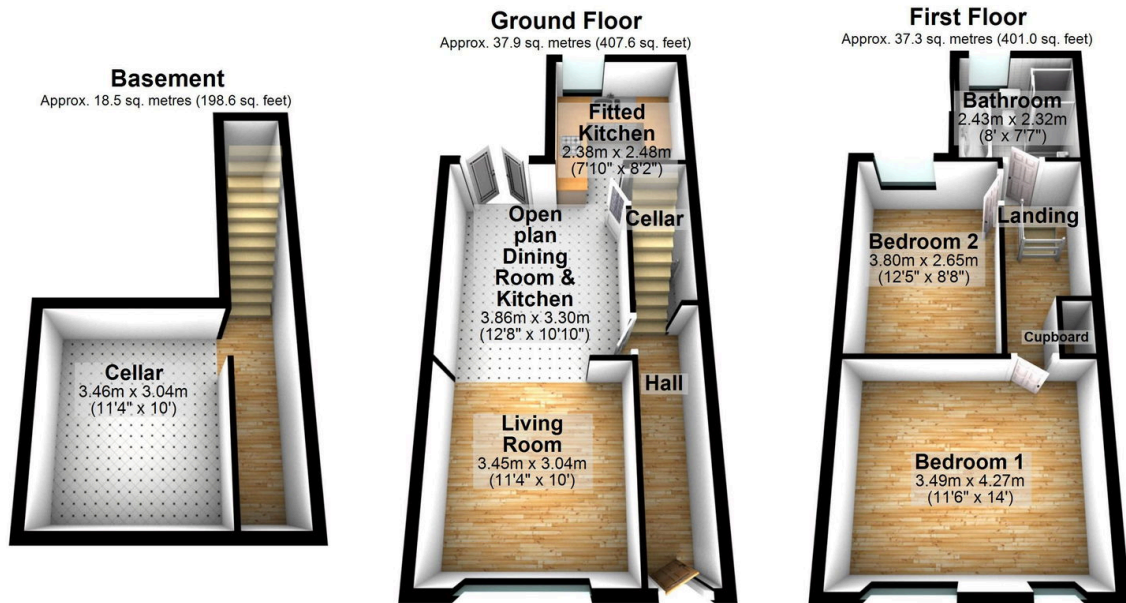 Basement
Approx. 18.5 sq. metres (198.6 sq. feet)
Cellar
3.46m x 3.04m
(11'4" x 10')
Ground Floor
Approx. 37.9 sq. metres (407.6 sq. feet)
Fitted
Kitchen
2.38m x 2.48m
(7'10" x 8'2")
Cellar
Open
plan
Dining
Room &
Kitchen
3.86m x 3.30m
(12'8" x 10'10")
Hall
Living
Room
3.45m x 3.04m
(11'4" x 10')
First Floor
Approx. 37.3 sq. metres (401.0 sq. feet)
Bathroom
2.43m x 2.32m
(8' x 7'7")
Landing
Bedroom 2
3.80m x 2.65m
(12'5" x 8'8")
Cupboard
Bedroom 1
3.49m x 4.27m
(11'6" x 14')